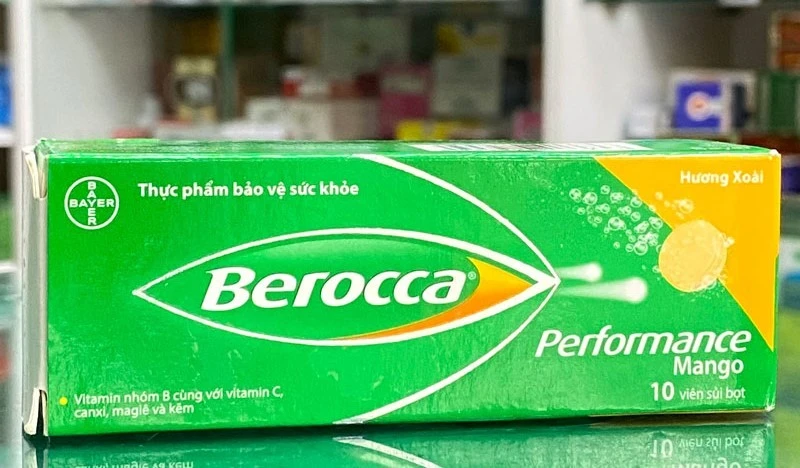 BAYER
BAYER
Thực phẩm bảo vệ sức khỏe
Hương Xoài
Berocca®
Performance
Mango
10 viên sủi bọt
Vitamin nhóm B cùng với vitamin C,
canxi, magiê và kẽm